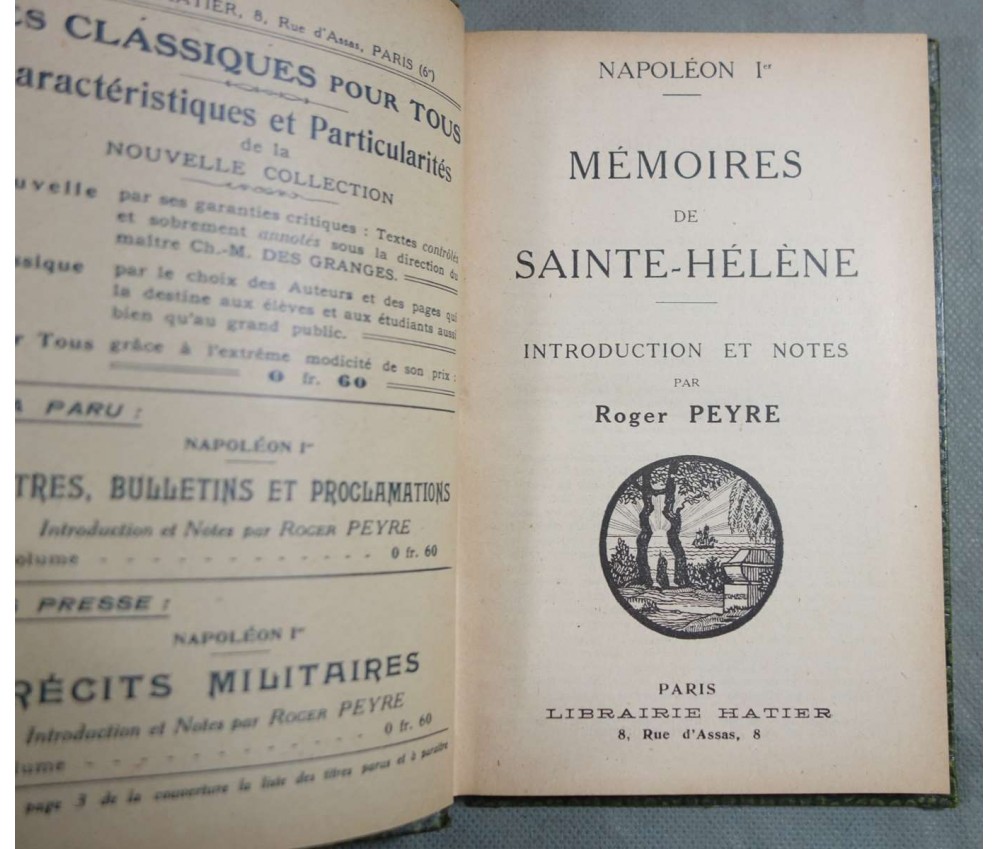 HATIER, 8, Rue d'Assas, PARIS (6e)
CLASSIQUES POUR TOUS
aractéristiques et Particularités
de la
NOUVELLE COLLECTION
uvelle par ses garanties critiques : Textes contrôlés
et sobrement annotés sous la direction du
maître Ch.-M. DES GRANGES.
ssique par le choix des Auteurs et des pages qui
la destine aux élèves et aux étudiants aussi
bien qu'au grand public.
r Tous grâce à l'extrême modicité de son prix :
0 fr. 60
A PARU :
NAPOLÉON Ier
TRES, BULLETINS ET PROCLAMATIONS
Introduction et Notes par ROGER PEYRE
olume - - - - - - - - - - - - 0 fr. 60
PRESSE :
NAPOLÉON Ier
RÉCITS MILITAIRES
Introduction et Notes par ROGER PEYRE
lume - - - - - - - - - - - - 0 fr. 60
page 3 de la couverture la liste des titres parus et à paraître
NAPOLÉON Ier
MÉMOIRES
DE
SAINTE-HÉLÈNE
INTRODUCTION ET NOTES
PAR
Roger PEYRE
PARIS
LIBRAIRIE HATIER
8, Rue d'Assas, 8